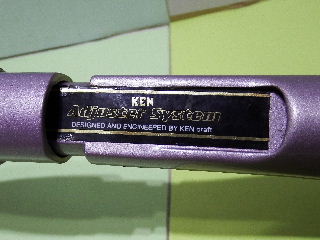 KEN
Adjuster System
DESIGNED AND ENGINEERED BY KEN craft